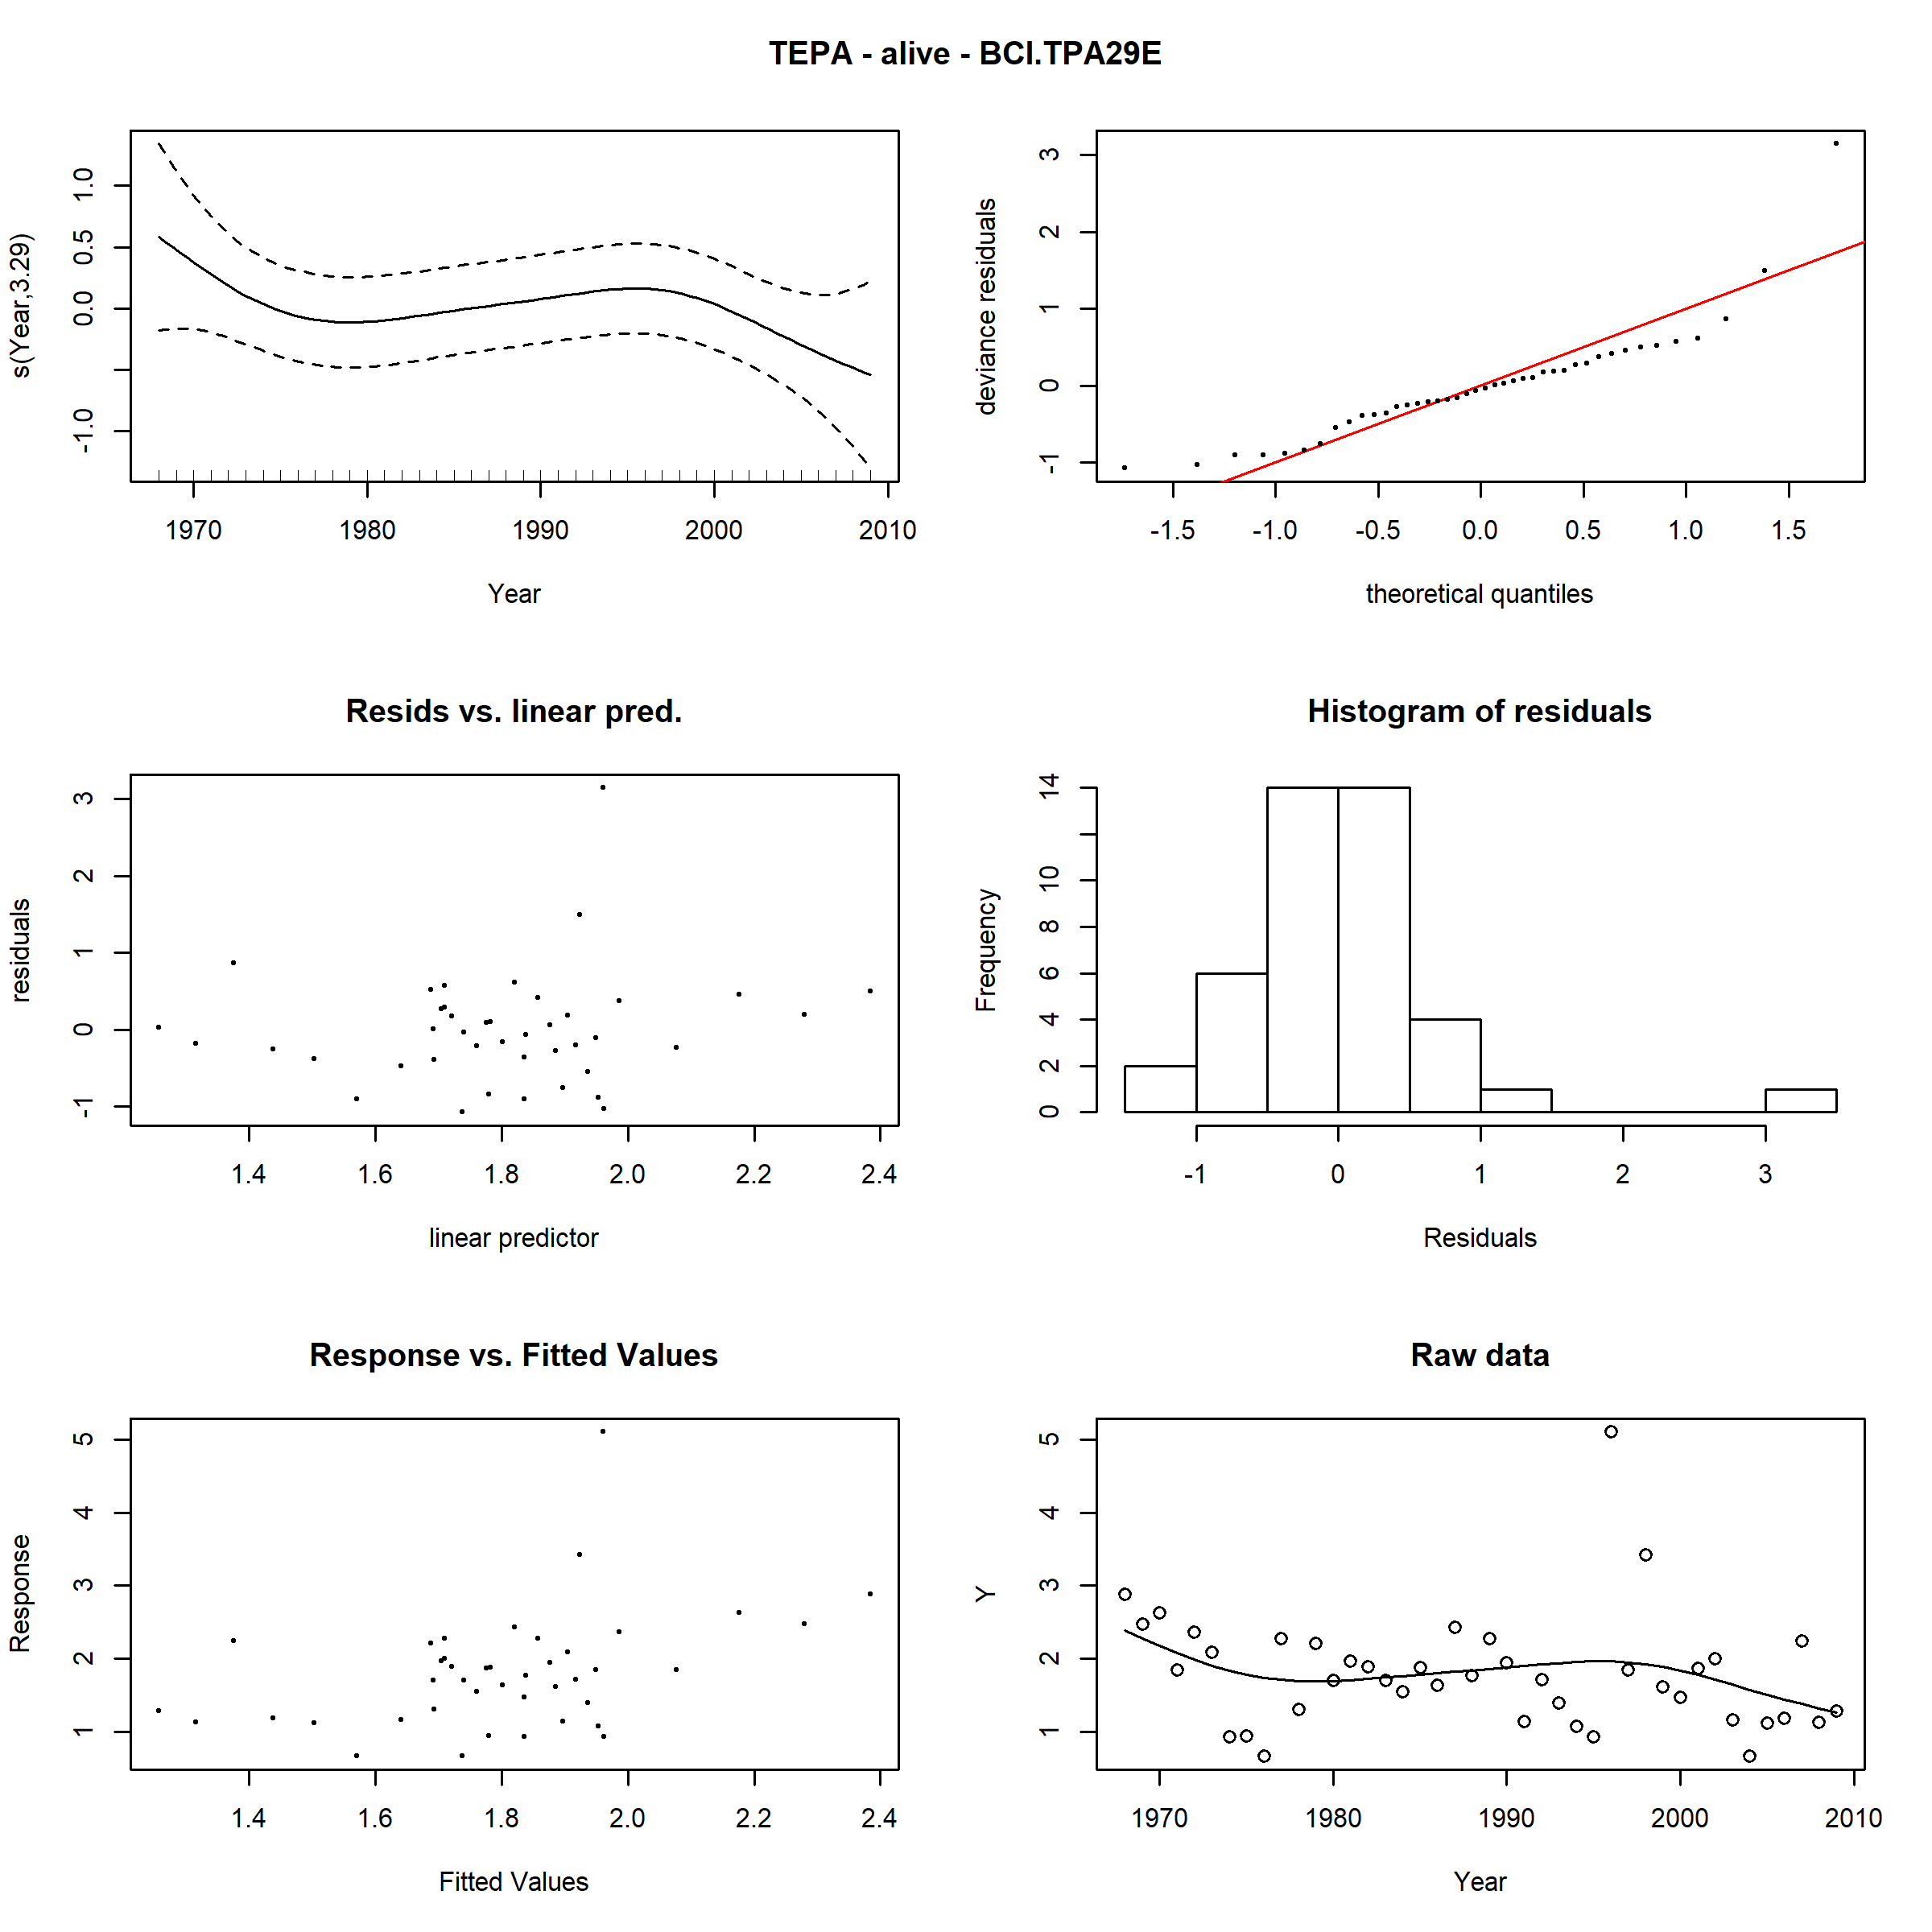 TEPA - alive - BCI.TPA29E
s(Year,3.29)
1.0
0.5
0.0
-1.0
1970 1980 1990 2000 2010
Year
deviance residuals
3
2
1
0
-1
-1.5 -1.0 -0.5 0.0 0.5 1.0 1.5
theoretical quantiles
Resids vs. linear pred.
residuals
3
2
1
0
-1
1.4 1.6 1.8 2.0 2.2 2.4
linear predictor
Histogram of residuals
Frequency
14
10
8
6
4
2
0
-1 0 1 2 3
Residuals
Response vs. Fitted Values
Response
5
4
3
2
1
1.4 1.6 1.8 2.0 2.2 2.4
Fitted Values
Raw data
Y
5
4
3
2
1
1970 1980 1990 2000 2010
Year